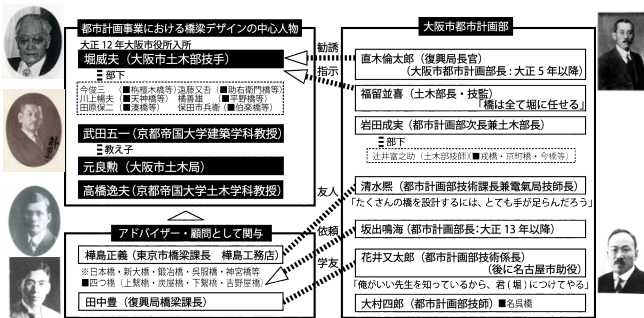 都市計画事業における橋梁デザインの中心人物
大正12年大阪市役所入所
堀威夫（大阪市土木部技手）
部下
今俊三（■栴檀木橋等）遠藤又吾（■助右衛門橋等）
川上暢夫（■天神橋等）橘善雄（■平野橋等）
田原保二（■湊橋等）保田市兵衛（■伯楽橋等）
武田五一（京都帝国大学建築学科教授）
教え子
元良勲（大阪市土木局）
高橋逸夫（京都帝国大学土木学科教授）
アドバイザー・顧問として関与
樺島正義（東京市橋梁課長　樺島工務店）
※日本橋・新大橋・鍛冶橋・呉服橋・神宮橋等
■四つ橋（上繋橋・炭屋橋・下繋橋・吉野屋橋）
田中豊（復興局橋梁課長）
勧誘
指示
友人
依頼
学友
大阪市都市計画部
直木倫太郎（復興局長官）
（大阪市都市計画部長：大正5年以降）
福留並喜（土木部長・技監）
「橋は全て堀に任せる」
岩田成実（都市計画部次長兼土木部長）
部下
辻井富之助（土木部技師）（■戎橋・京町橋・今橋等）
清水熙（都市計画部技術課長兼電氣局技師長）
「たくさんの橋を設計するには、とても手が足らんだろう」
坂出鳴海（都市計画部長：大正13年以降）
花井又太郎（都市計画部技術係長）
（後に名古屋市助役）
「俺がいい先生を知っているから、君（堀）につけてやる」
大村四郎（都市計画部技師）■名呉橋